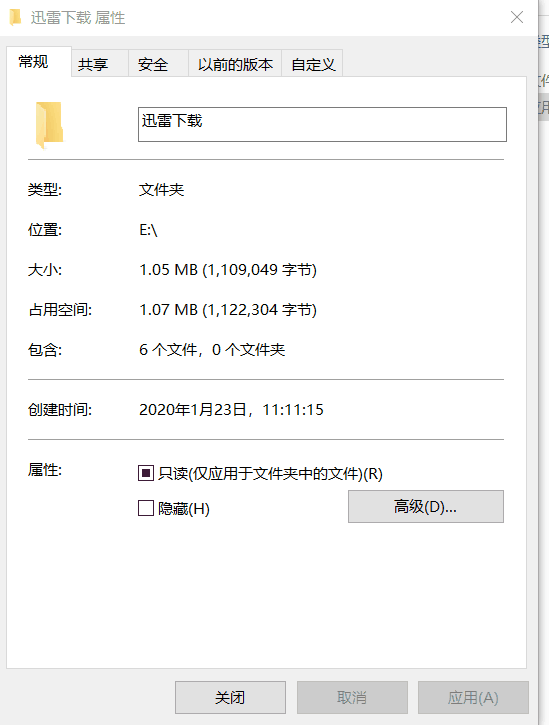 迅雷下载 属性
常规 共享 安全 以前的版本 自定义
迅雷下载
类型: 文件夹
位置: E:\
大小: 1.05 MB (1,109,049 字节)
占用空间: 1.07 MB (1,122,304 字节)
包含: 6 个文件，0 个文件夹
创建时间: 2020年1月23日，11:11:15
属性: 只读(仅应用于文件夹中的文件)(R)
隐藏(H) 高级(D)...
关闭 取消 应用(A)